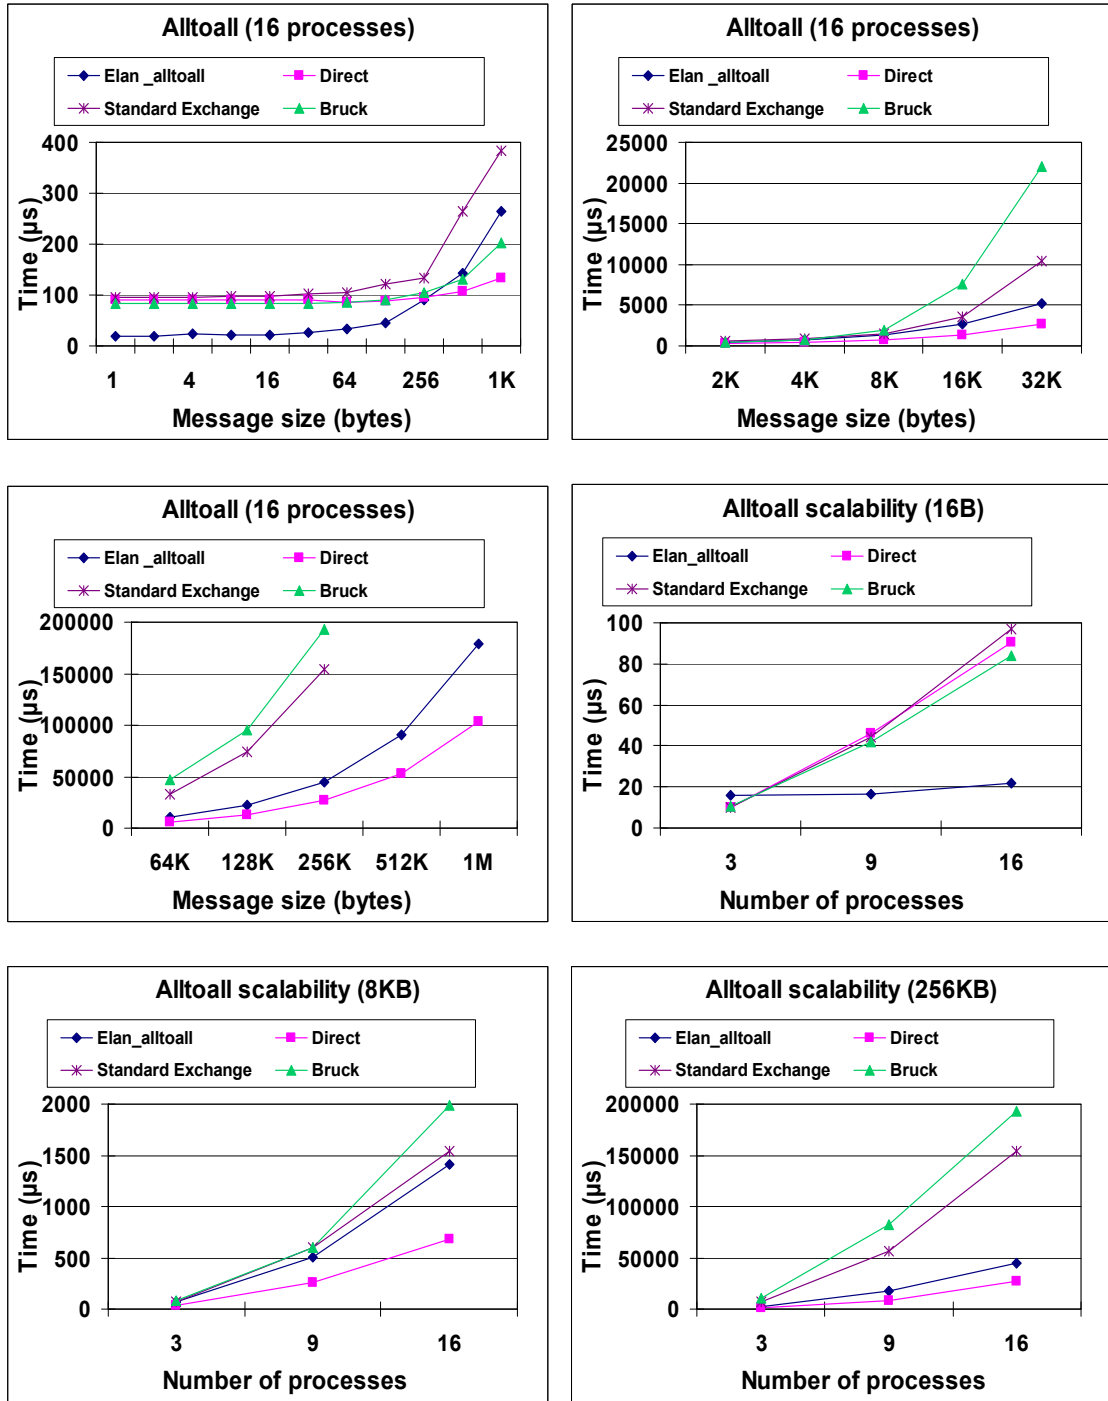 Alltoall (16 processes)
Elan _alltoall
Direct
Standard Exchange
Bruck
Time (µs)
400
300
200
100
0
1 4 16 64 256 1K
Message size (bytes)
Alltoall (16 processes)
Elan _alltoall
Direct
Standard Exchange
Bruck
Time (µs)
25000
20000
15000
10000
5000
0
2K 4K 8K 16K 32K
Message size (bytes)
Alltoall (16 processes)
Elan_alltoall
Direct
Standard Exchange
Bruck
Time (µs)
200000
150000
100000
50000
0
64K 128K 256K 512K 1M
Message size (bytes)
Alltoall scalability (16B)
Elan_alltoall
Direct
Standard Exchange
Bruck
Time (µs)
100
80
60
40
20
0
3 9 16
Number of processes
Alltoall scalability (8KB)
Elan_alltoall
Direct
Standard Exchange
Bruck
Time (µs)
2000
1500
1000
500
0
3 9 16
Number of processes
Alltoall scalability (256KB)
Elan_alltoall
Direct
Standard Exchange
Bruck
Time (µs)
200000
150000
100000
50000
0
3 9 16
Number of processes